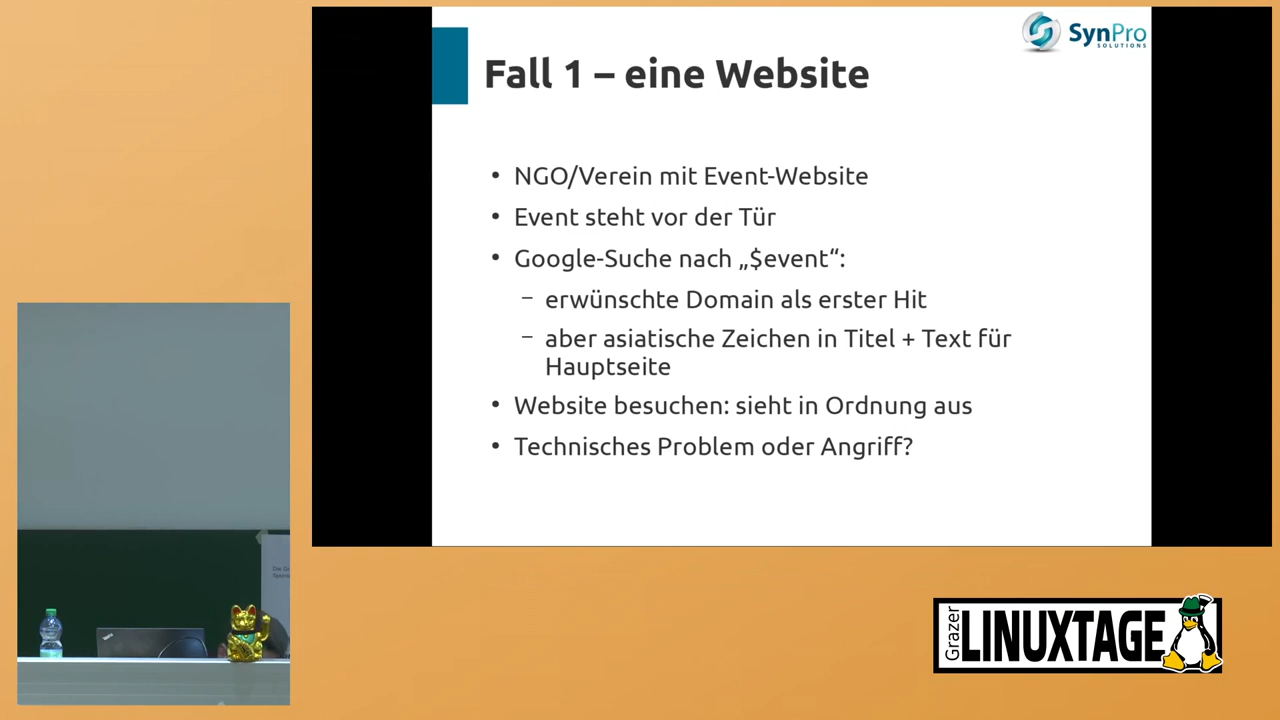 SynPro
SOLUTIONS
Fall 1 – eine Website
• NGO/Verein mit Event-Website
• Event steht vor der Tür
• Google-Suche nach „$event“:
– erwünschte Domain als erster Hit
– aber asiatische Zeichen in Titel + Text für
Hauptseite
• Website besuchen: sieht in Ordnung aus
• Technisches Problem oder Angriff?
Grazer
LINUXTAGE